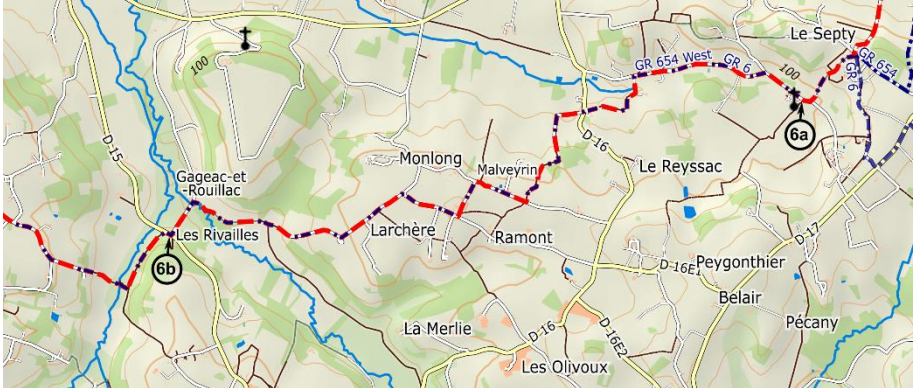 Le Septy
GR 654
GR 6
GR 654 West
GR 6
100
100
6a
D 15
D 16
Monlong
Malveyrin
Le Reyssac
Gageac-et
-Rouillac
Les Rivailles
Larchère
Ramont
D 17
6b
D 16E1
Peygonthier
Belair
La Merlie
D 16
D 16E2
Pécany
Les Olivoux